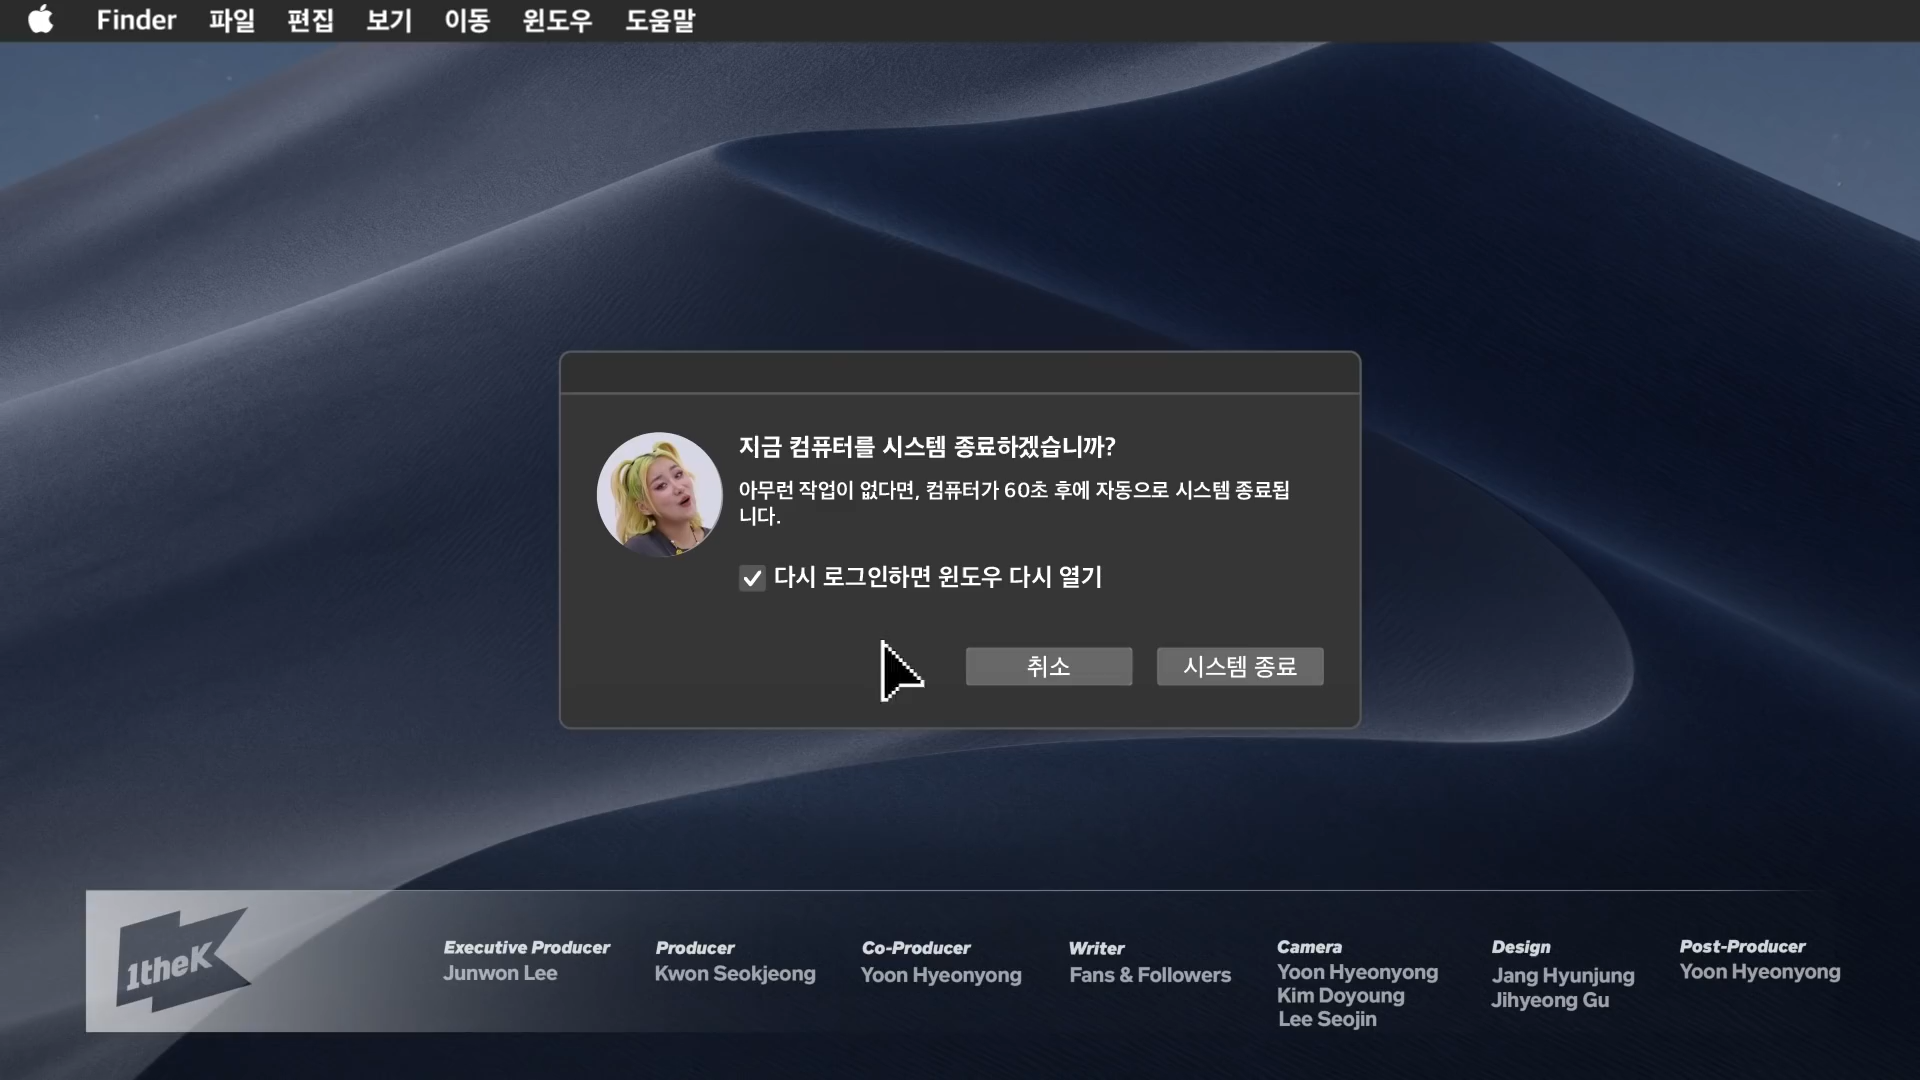 Finder 파일 편집 보기 이동 윈도우 도움말
지금 컴퓨터를 시스템 종료하겠습니까?
아무런 작업이 없다면, 컴퓨터가 60초 후에 자동으로 시스템 종료됩
니다.
다시 로그인하면 윈도우 다시 열기
취소 시스템 종료
1theK
Executive Producer
Junwon Lee
Producer
Kwon Seokjeong
Co-Producer
Yoon Hyeonyong
Writer
Fans & Followers
Camera
Yoon Hyeonyong
Kim Doyoung
Lee Seojin
Design
Jang Hyunjung
Jihyeong Gu
Post-Producer
Yoon Hyeonyong